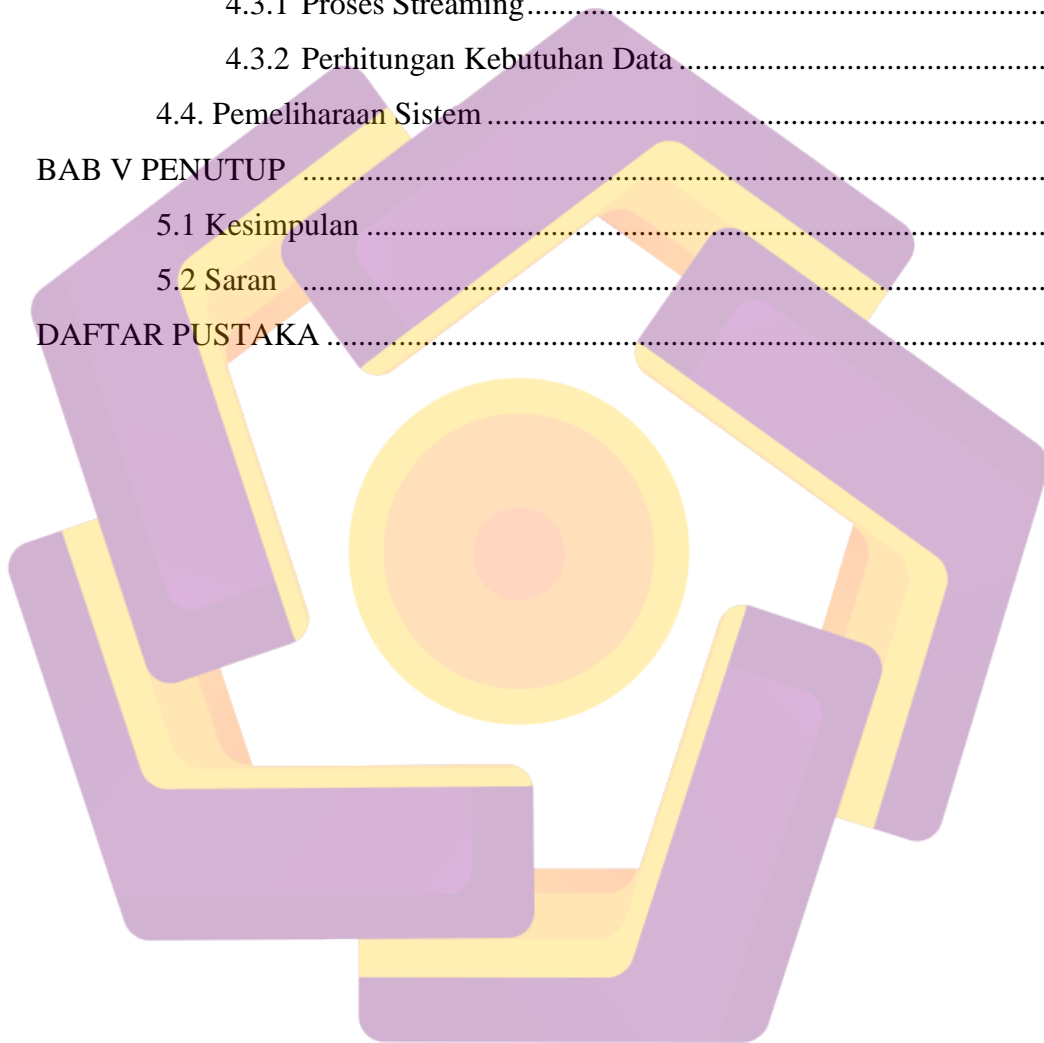 4.3.1 Proses Streaming..........................................................................
4.3.2 Perhitungan Kebutuhan Data ....................................................
4.4. Pemeliharaan Sistem ..............................................................................
BAB V PENUTUP ....................................................................................................
5.1 Kesimpulan ..............................................................................................
5.2 Saran ....................................................................................................
DAFTAR PUSTAKA .................................................................................................